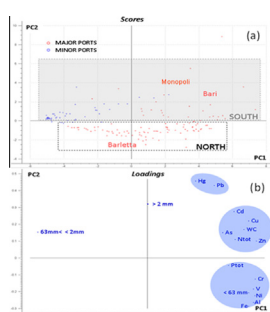 Scores
PC2
(a)
MAJOR PORTS
MINOR PORTS
Monopoli
Bari
SOUTH
Barletta
NORTH
PC1
Loadings
PC2
(b)
Hg
Pb
> 2 mm
Cd
Cu
63mm< <2mm
As
WC
Ntot
Zn
Ptot
Cr
<63 mm
V
Ni
Al
Fe
PC1